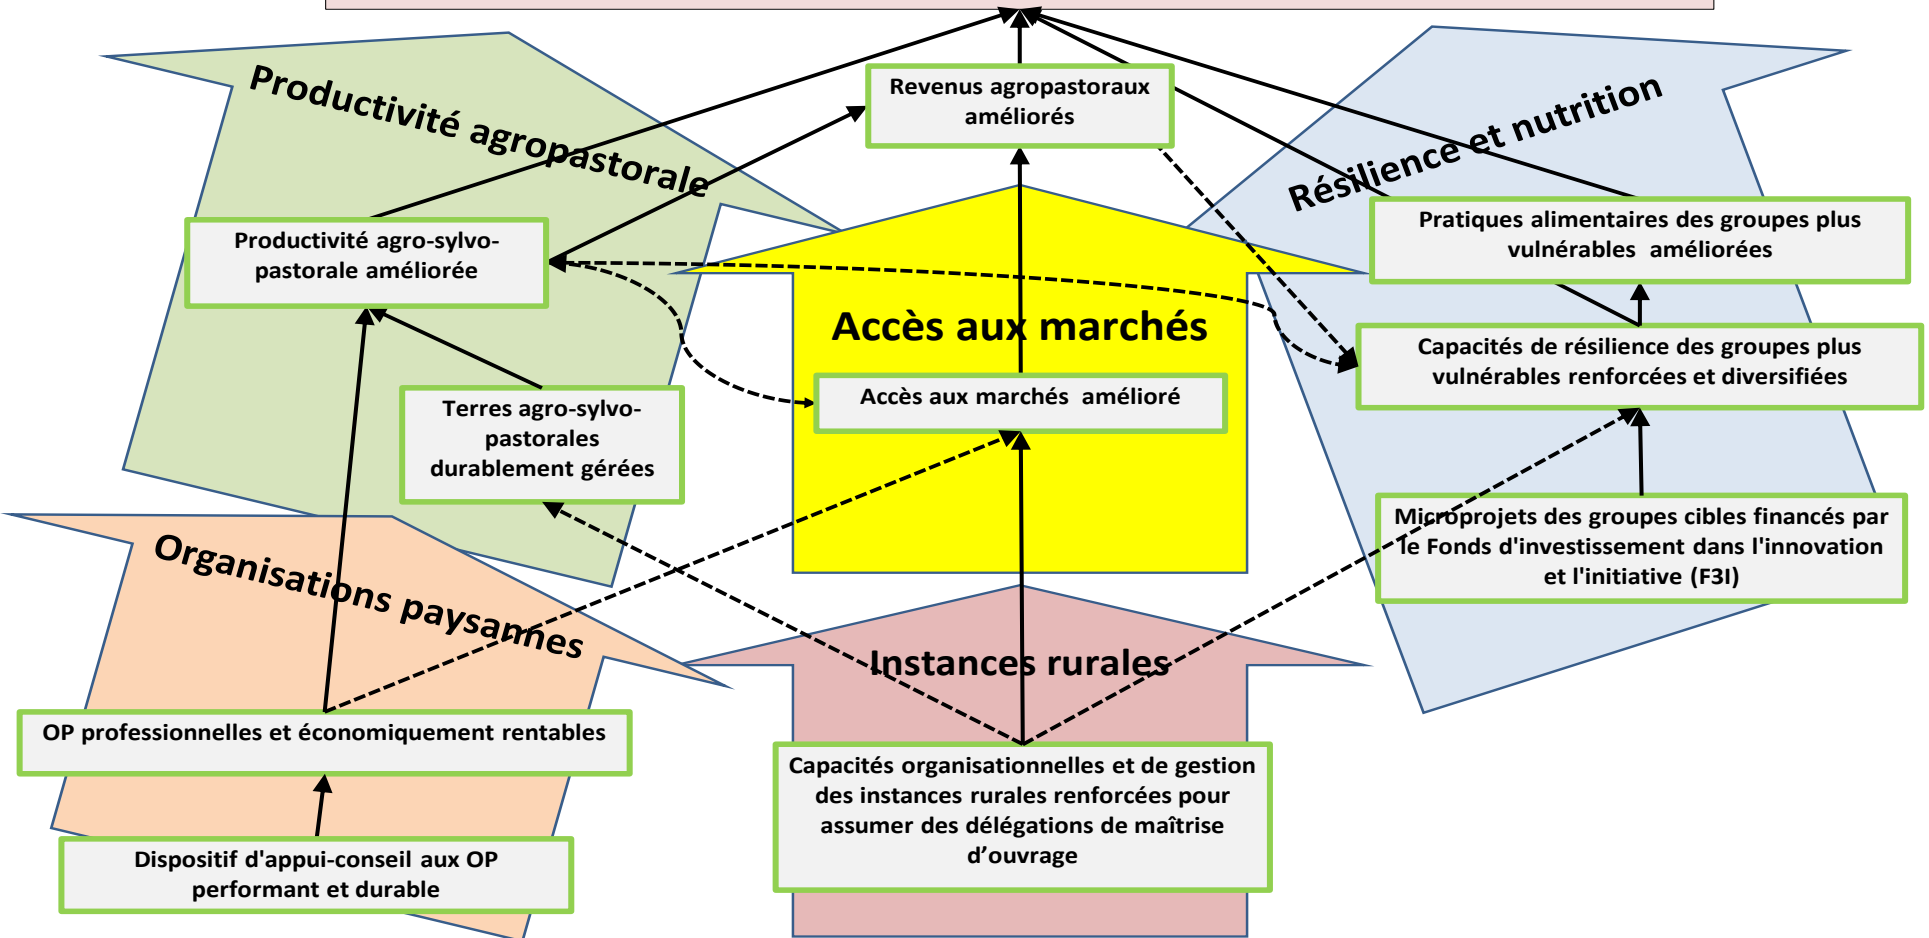 Productivité agropastorale
Revenus agropastoraux
améliorés
Résilience et nutrition
Productivité agro-sylvo-
pastorale améliorée
Pratiques alimentaires des groupes plus
vulnérables améliorées
Accès aux marchés
Capacités de résilience des groupes plus
vulnérables renforcées et diversifiées
Accès aux marchés amélioré
Terres agro-sylvo-
pastorales
durablement gérées
Microprojets des groupes cibles financés par
le Fonds d'investissement dans l'innovation
et l'initiative (F3I)
Organisations paysannes
Instances rurales
OP professionnelles et économiquement rentables
Capacités organisationnelles et de gestion
des instances rurales renforcées pour
assumer des délégations de maîtrise
d’ouvrage
Dispositif d'appui-conseil aux OP
performant et durable